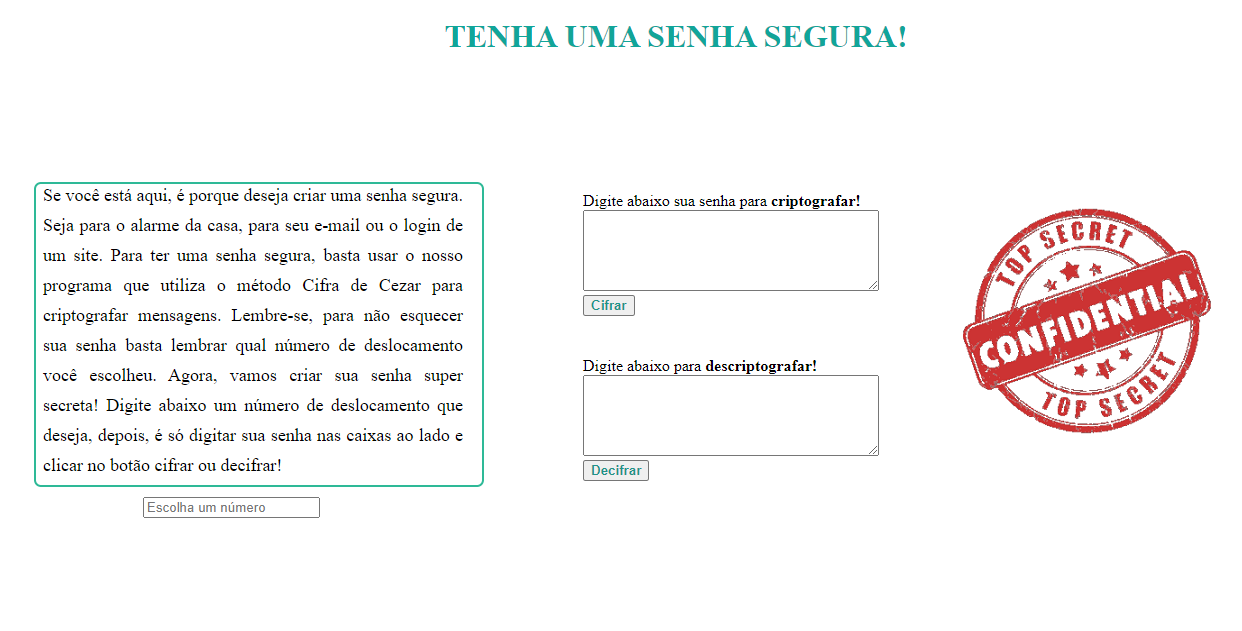 TENHA UMA SENHA SEGURA!
Se você está aqui, é porque deseja criar uma senha segura.
Seja para o alarme da casa, para seu e-mail ou o login de
um site. Para ter uma senha segura, basta usar o nosso
programa que utiliza o método Cifra de Cezar para
criptografar mensagens. Lembre-se, para não esquecer
sua senha basta lembrar qual número de deslocamento
você escolheu. Agora, vamos criar sua senha super
secreta! Digite abaixo um número de deslocamento que
deseja, depois, é só digitar sua senha nas caixas ao lado e
clicar no botão cifrar ou decifrar!
Escolha um número
Digite abaixo sua senha para criptografar!
Cifrar
Digite abaixo para descriptografar!
Decifrar
TOP SECRET
CONFIDENTIAL
TOP SECRET